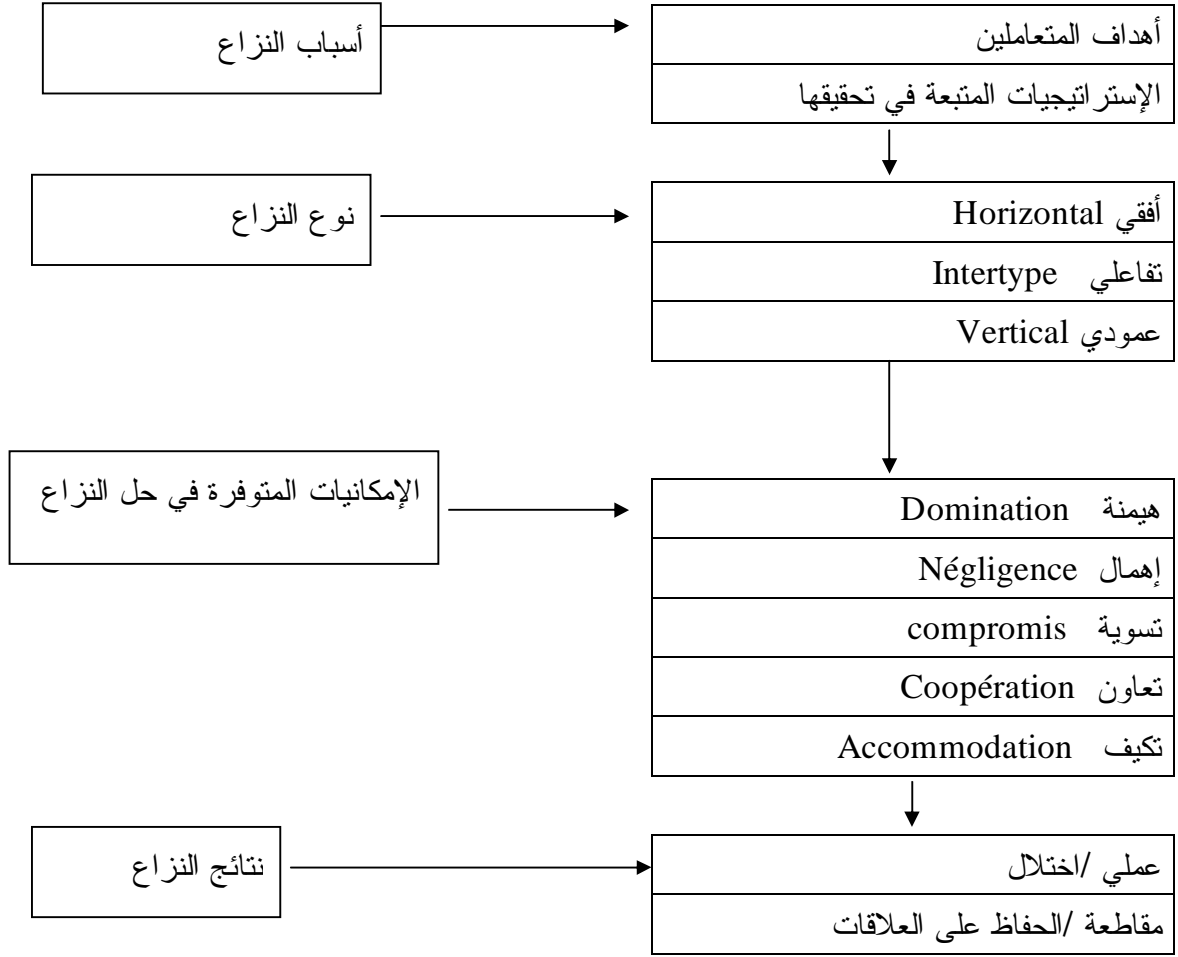 أسباب النزاع
أهداف المتعاملين
الإستراتيجيات المتبعة في تحقيقها
نوع النزاع
أفقي Horizontal
تفاعلي Intertype
عمودي Vertical
الإمكانيات المتوفرة في حل النزاع
هيمنة Domination
إهمال Négligence
تسوية compromis
تعاون Coopération
تكيف Accommodation
نتائج النزاع
عملي /اختلال
مقاطعة /الحفاظ على العلاقات